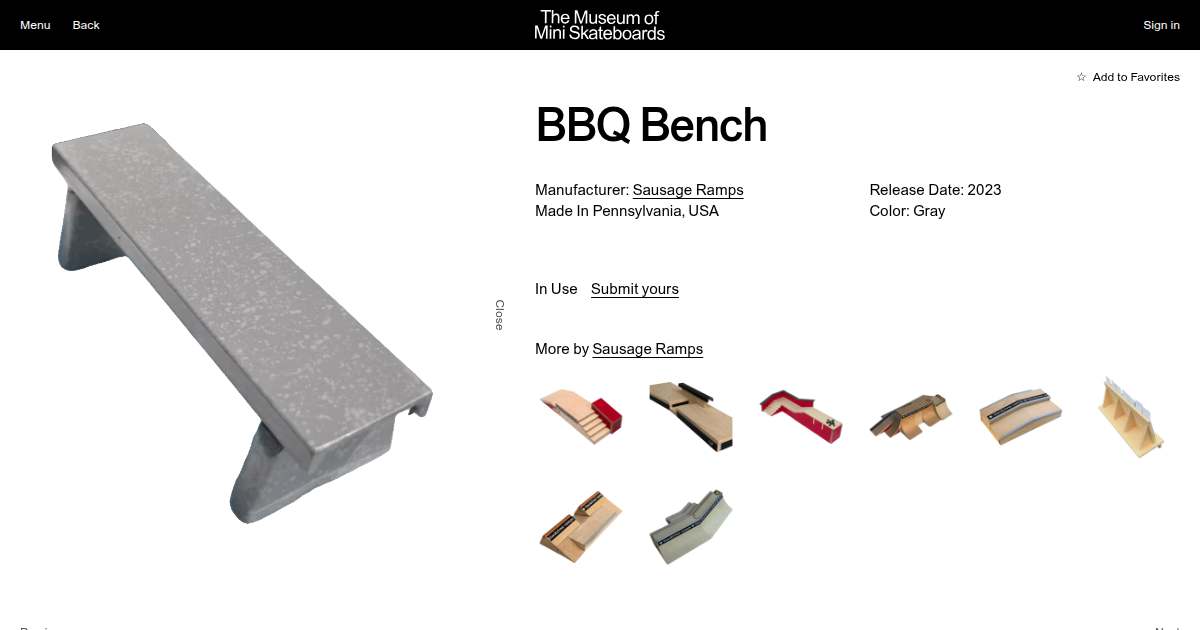 Menu
Back
The Museum of
Mini Skateboards
Sign in
☆ Add to Favorites
BBQ Bench
Manufacturer: Sausage Ramps
Made In Pennsylvania, USA
Release Date: 2023
Color: Gray
Close
In Use
Submit yours
More by Sausage Ramps